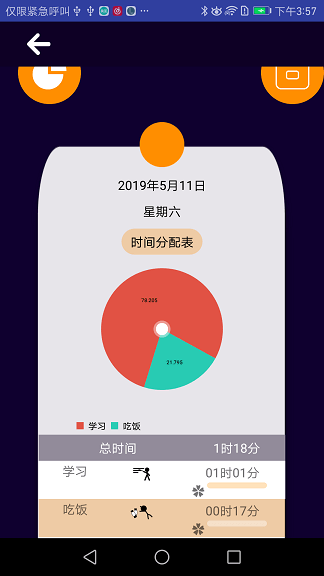 仅限紧急呼叫 ··· 下午3:57
2019年5月11日
星期六
时间分配表
78.205
21.795
学习 吃饭
总时间 1时18分
学习 01时01分
吃饭 00时17分